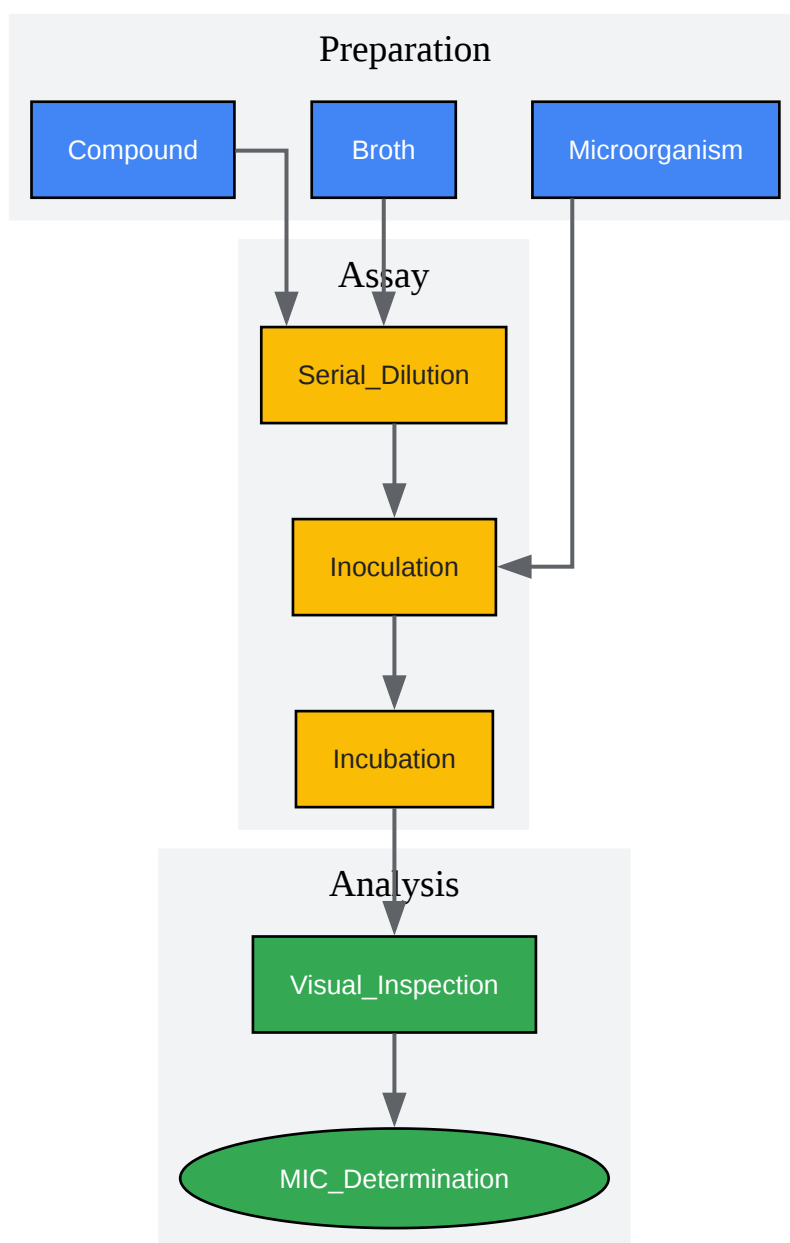 Preparation
Compound
Broth
Microorganism
Assay
Serial_Dilution
Inoculation
Incubation
Analysis
Visual_Inspection
MIC_Determination